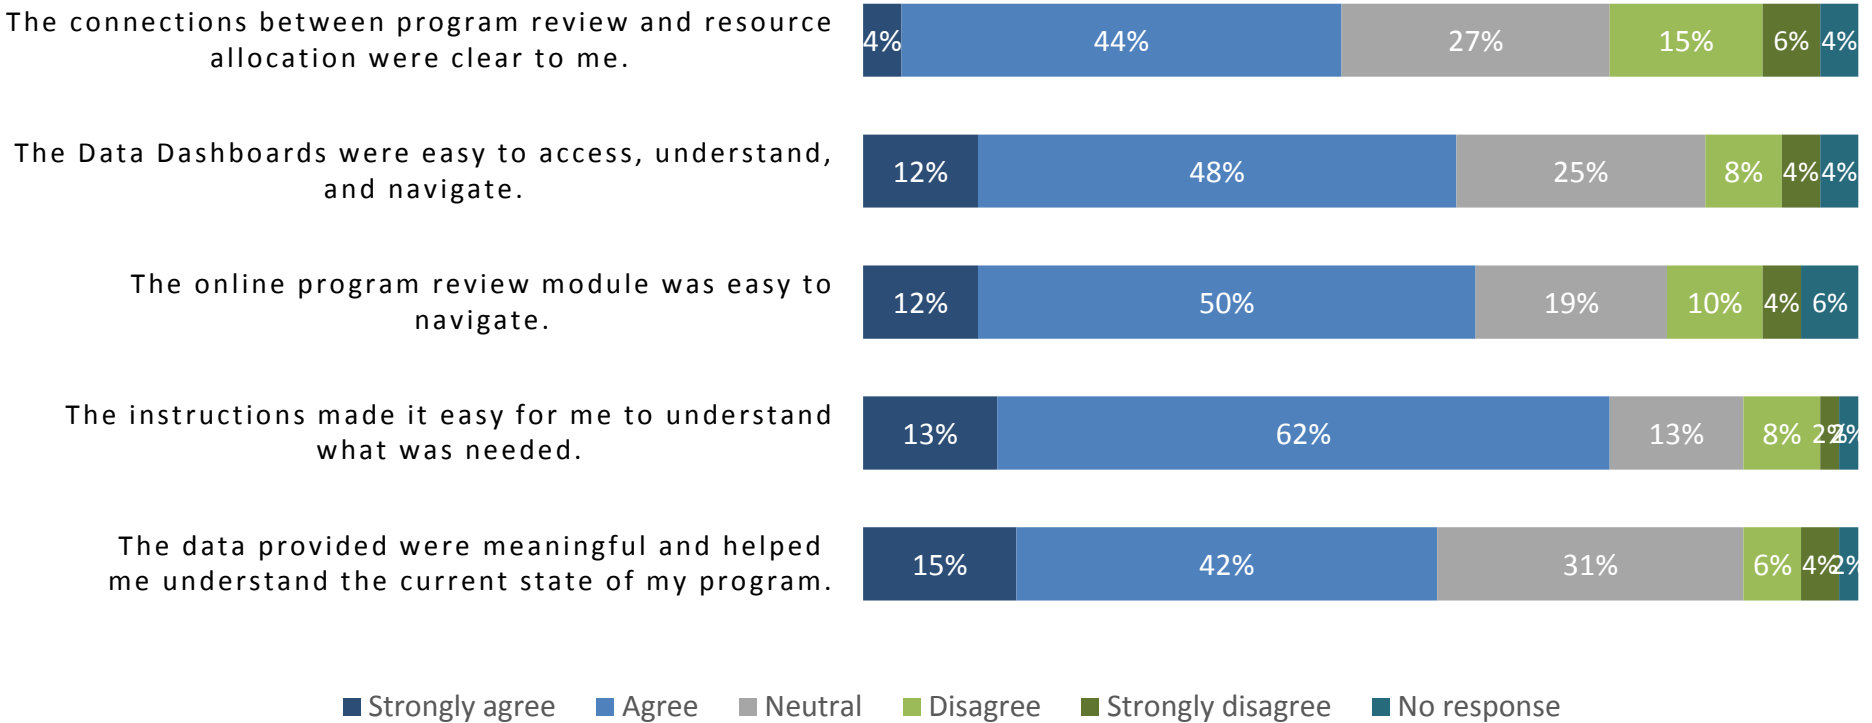 The connections between program review and resource
allocation were clear to me.
4% 44% 27% 15% 6% 4%
The Data Dashboards were easy to access, understand,
and navigate.
12% 48% 25% 8% 4% 4%
The online program review module was easy to
navigate.
12% 50% 19% 10% 4% 6%
The instructions made it easy for me to understand
what was needed.
13% 62% 13% 8% 2% 2%
The data provided were meaningful and helped
me understand the current state of my program.
15% 42% 31% 6% 4% 2%
Strongly agree Agree Neutral Disagree Strongly disagree No response